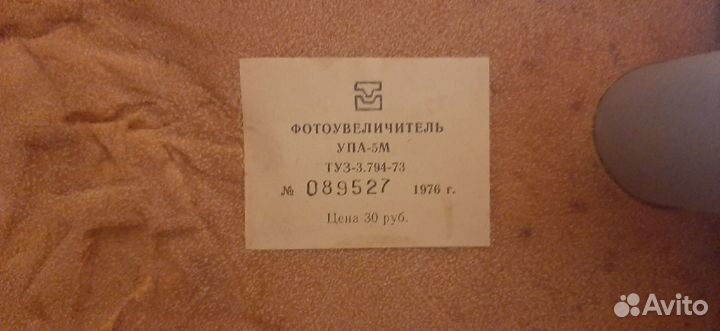 ФОТОУВЕЛИЧИТЕЛЬ
УПА-5М
ТУЗ-3.794-73
№ 089527 1976 г.
Цена 30 руб.
Avito